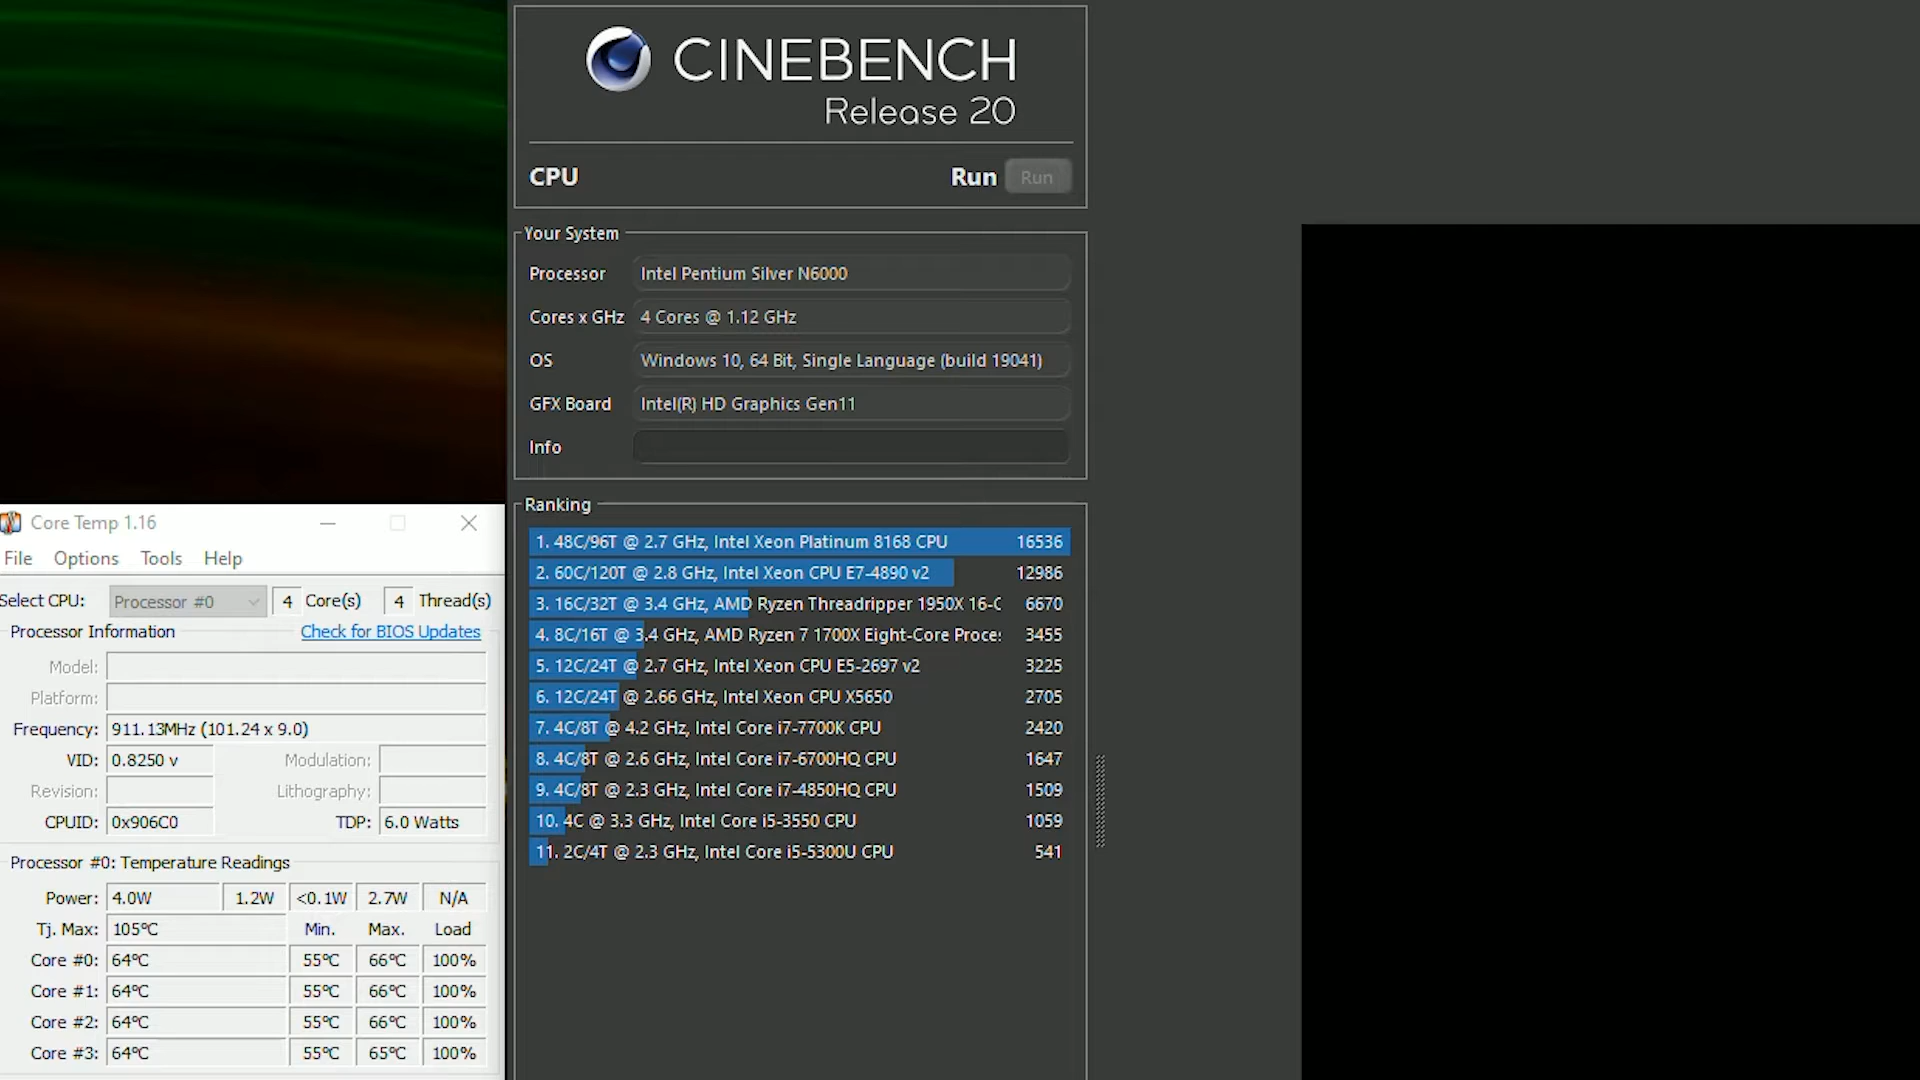 CINEBENCH
Release 20
CPU Run Run
Your System
Processor Intel Pentium Silver N6000
Cores x GHz 4 Cores @ 1.12 GHz
OS Windows 10, 64 Bit, Single Language (build 19041)
GFX Board Intel(R) HD Graphics Gen11
Info
Ranking
1. 48C/96T @ 2.7 GHz, Intel Xeon Platinum 8168 CPU 16536
2. 60C/120T @ 2.8 GHz, Intel Xeon CPU E7-4890 v2 12986
3. 16C/32T @ 3.4 GHz, AMD Ryzen Threadripper 1950X 16-C 6670
4. 8C/16T @ 3.4 GHz, AMD Ryzen 7 1700X Eight-Core Proces 3455
5. 12C/24T @ 2.7 GHz, Intel Xeon CPU E5-2697 v2 3225
6. 12C/24T @ 2.66 GHz, Intel Xeon CPU X5650 2705
7. 4C/8T @ 4.2 GHz, Intel Core i7-7700K CPU 2420
8. 4C/8T @ 2.6 GHz, Intel Core i7-6700HQ CPU 1647
9. 4C/8T @ 2.3 GHz, Intel Core i7-4850HQ CPU 1509
10. 4C @ 3.3 GHz, Intel Core i5-3550 CPU 1059
11. 2C/4T @ 2.3 GHz, Intel Core i5-5300U CPU 541
Core Temp 1.16
File Options Tools Help
Select CPU: Processor #0 4 Core(s) 4 Thread(s)
Processor Information Check for BIOS Updates
Model:
Platform:
Frequency: 911.13MHz (101.24 x 9.0)
VID: 0.8250 v Modulation:
Revision: Lithography:
CPUID: 0x906C0 TDP: 6.0 Watts
Processor #0: Temperature Readings
Power: 4.0W 1.2W <0.1W 2.7W N/A
Tj. Max: 105°C Min. Max. Load
Core #0: 64°C 55°C 66°C 100%
Core #1: 64°C 55°C 66°C 100%
Core #2: 64°C 55°C 66°C 100%
Core #3: 64°C 55°C 65°C 100%